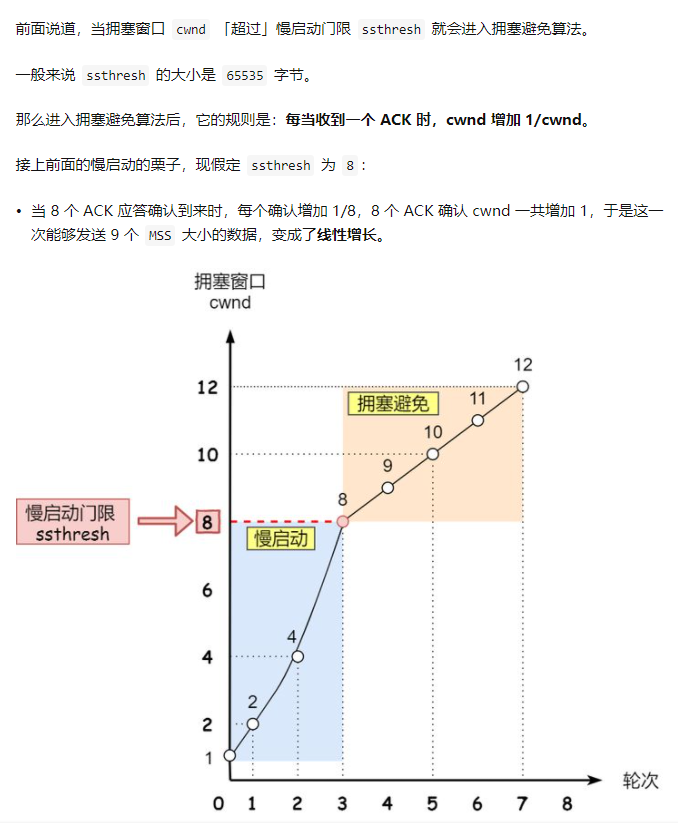 前面说道，当拥塞窗口 cwnd 「超过」慢启动门限 ssthresh 就会进入拥塞避免算法。
一般来说 ssthresh 的大小是 65535 字节。
那么进入拥塞避免算法后，它的规则是：每当收到一个 ACK 时，cwnd 增加 1/cwnd。
接上前面的慢启动的栗子，现假定 ssthresh 为 8 ：
• 当 8 个 ACK 应答确认到来时，每个确认增加 1/8，8 个 ACK 确认 cwnd 一共增加 1，于是这一
次能够发送 9 个 MSS 大小的数据，变成了线性增长。
拥塞窗口
cwnd
12
12
拥塞避免
11
10
10
9
8
慢启动门限
ssthresh
8
慢启动
6
4
4
2
2
1
轮次
0 1 2 3 4 5 6 7 8